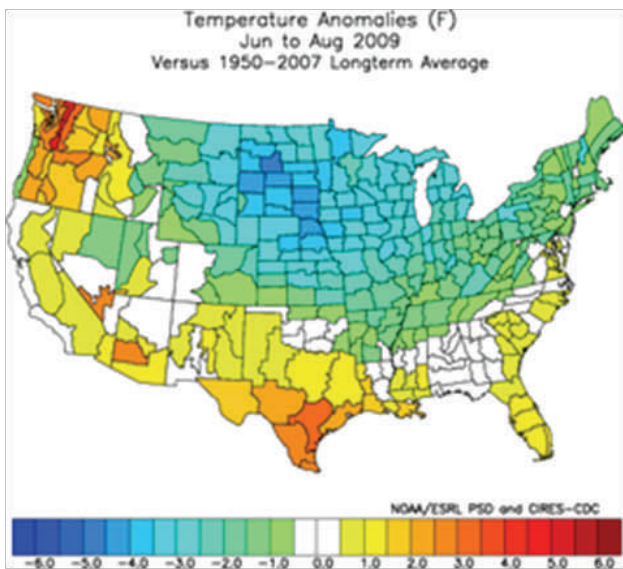 Temperature Anomalies (F)
Jun to Aug 2009
Versus 1950-2007 Longterm Average
NOAA/ESRL PSD and CIRES-CDC
-6.0 -5.0 -4.0 -3.0 -2.0 -1.0 0.0 1.0 2.0 3.0 4.0 5.0 6.0